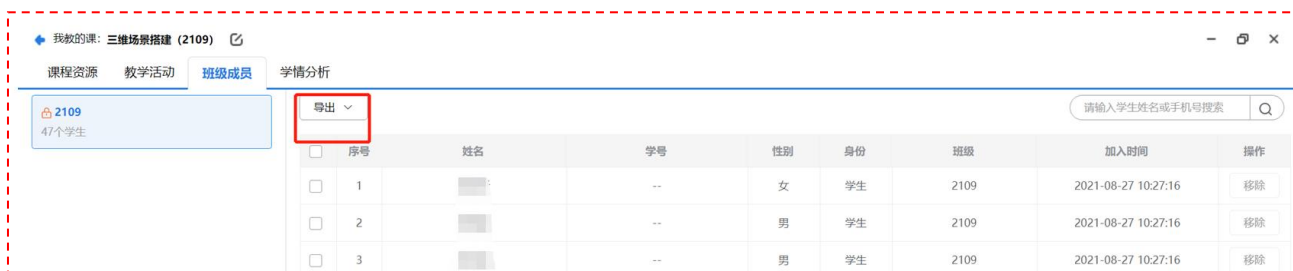 我教的课: 三维场景搭建（2109）
课程资源 教学活动 班级成员 学情分析
2109
47个学生
导出
请输入学生姓名或手机号搜索
序号 姓名 学号 性别 身份 班级 加入时间 操作
1 -- 女 学生 2109 2021-08-27 10:27:16 移除
2 -- 男 学生 2109 2021-08-27 10:27:16 移除
3 -- 男 学生 2109 2021-08-27 10:27:16 移除